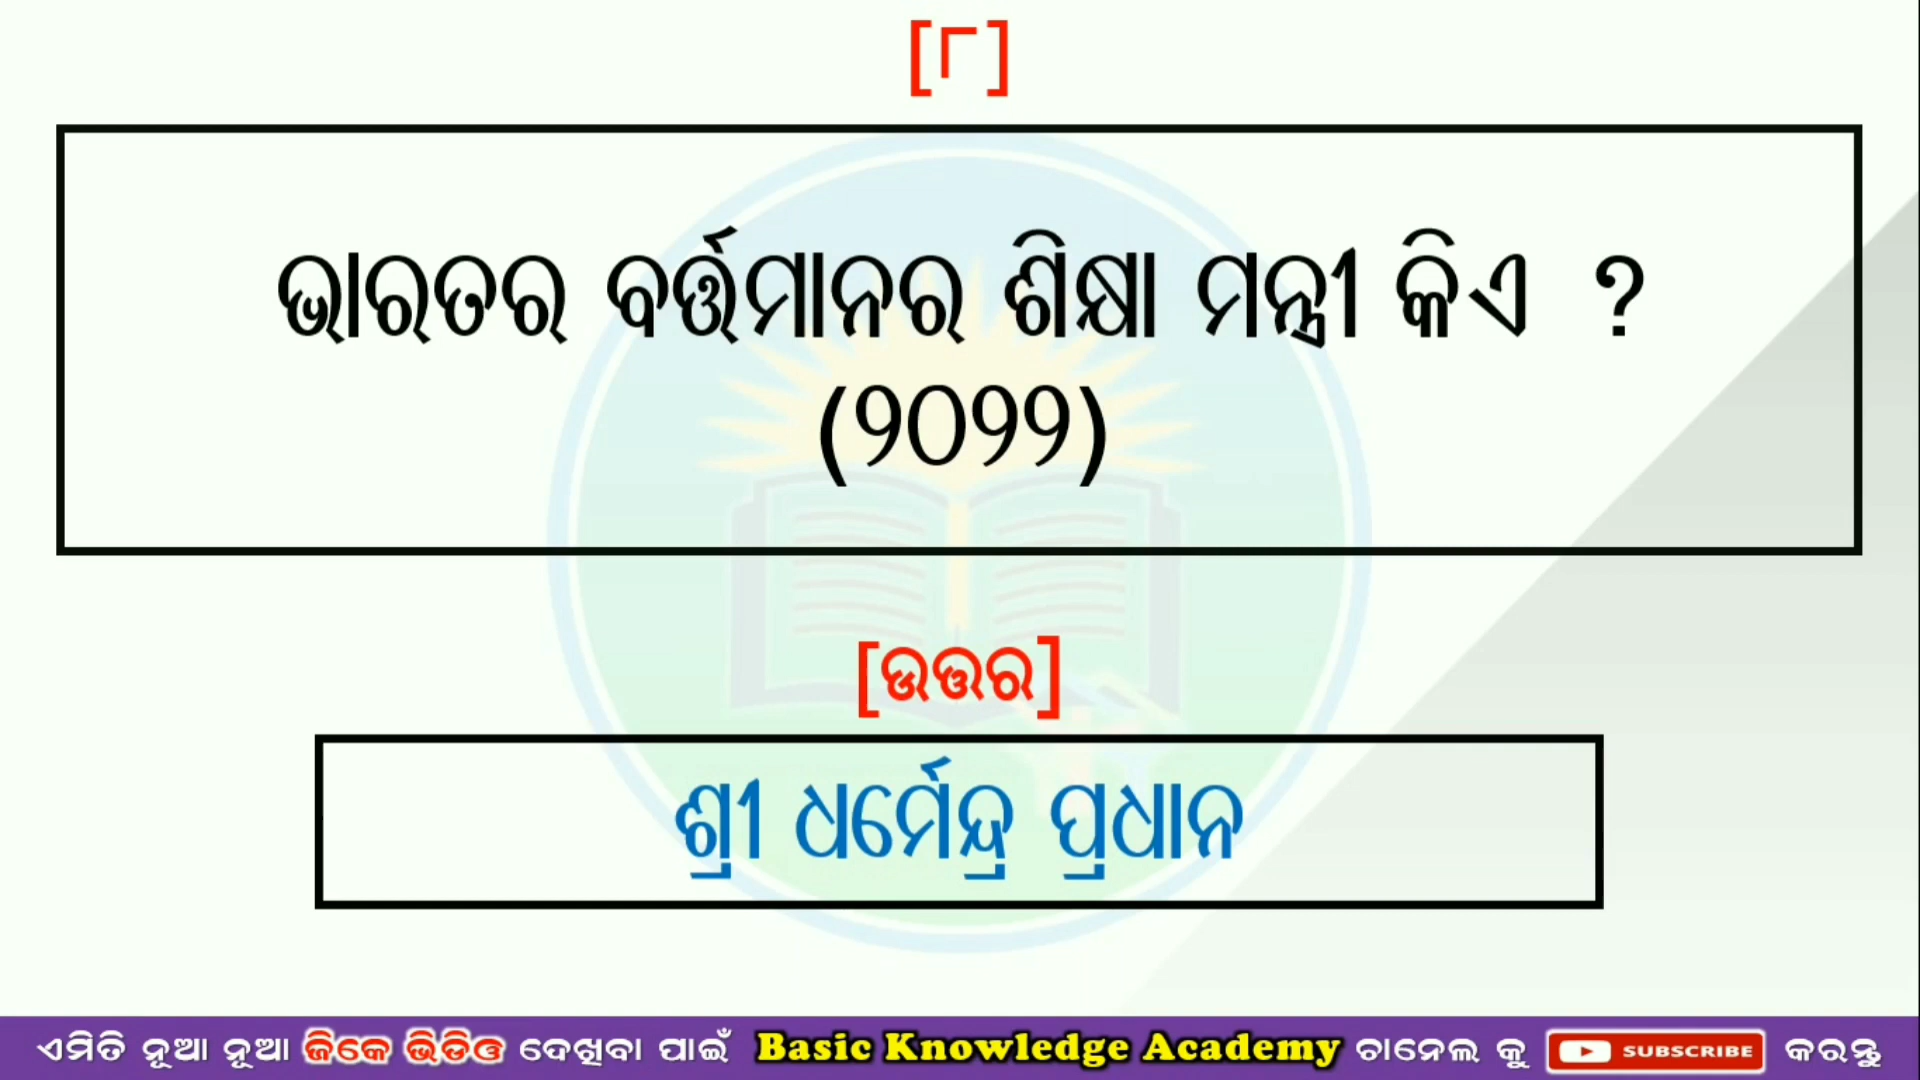 [୮]
ଭାରତର ବର୍ତ୍ତମାନର ଶିକ୍ଷା ମନ୍ତ୍ରୀ କିଏ ?
(୨୦୨୨)
[ଉତ୍ତର]
ଶ୍ରୀ ଧର୍ମେନ୍ଦ୍ର ପ୍ରଧାନ
ଏମିତି ନୂଆ ନୂଆ ଜିକେ ଭିଡିଓ ଦେଖିବା ପାଇଁ Basic Knowledge Academy ଚାନେଲ କୁ SUBSCRIBE କରନ୍ତୁ